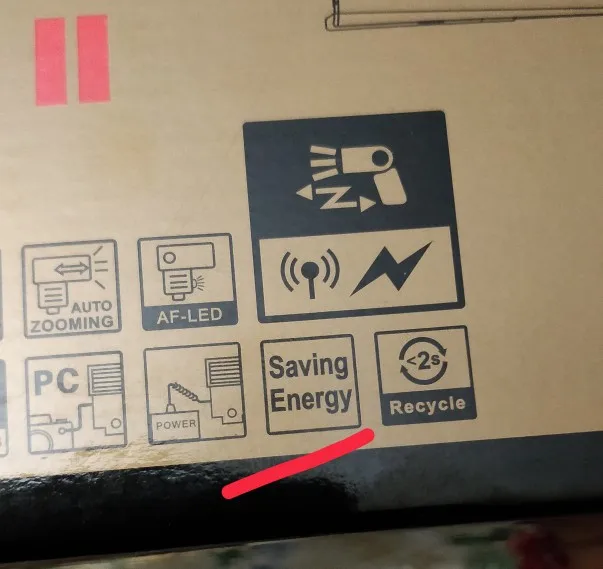 AUTO
ZOOMING
AF-LED
PC
POWER
Saving
Energy
<2s
Recycle